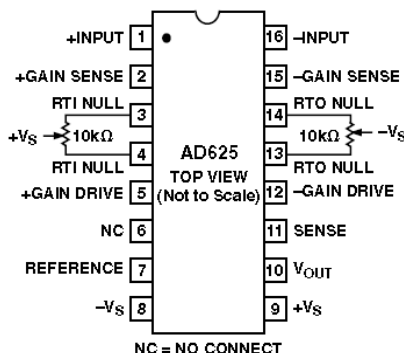 +INPUT 1 16 –INPUT
+GAIN SENSE 2 15 –GAIN SENSE
RTI NULL RTO NULL
3 14
+VS 10kΩ 10kΩ –VS
4 13
RTI NULL RTO NULL
AD625
TOP VIEW
(Not to Scale)
+GAIN DRIVE 5 12 –GAIN DRIVE
NC 6 11 SENSE
REFERENCE 7 10 VOUT
–VS 8 9 +VS
NC = NO CONNECT